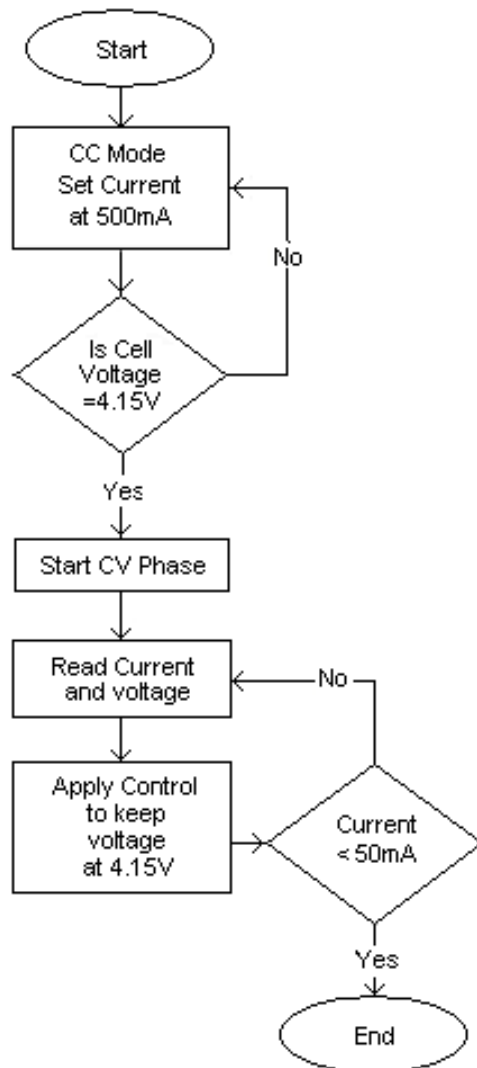 Start
CC Mode
Set Current
at 500mA
No
Is Cell
Voltage
=4.15V
Yes
Start CV Phase
Read Current
and voltage
No
Apply Control
to keep
voltage
at 4.15V
Current
< 50mA
Yes
End